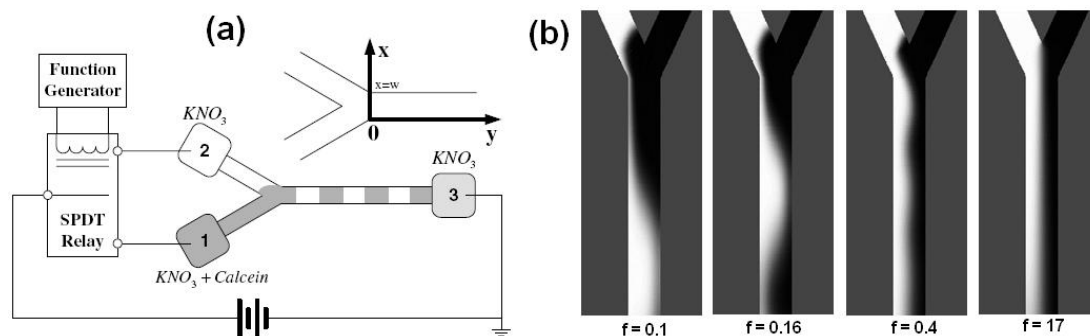 (a)
Function
Generator
SPDT
Relay
KNO3
2
1
KNO3 + Calcein
x
x=w
0
y
KNO3
3
(b)
f = 0.1
f = 0.16
f = 0.4
f = 17